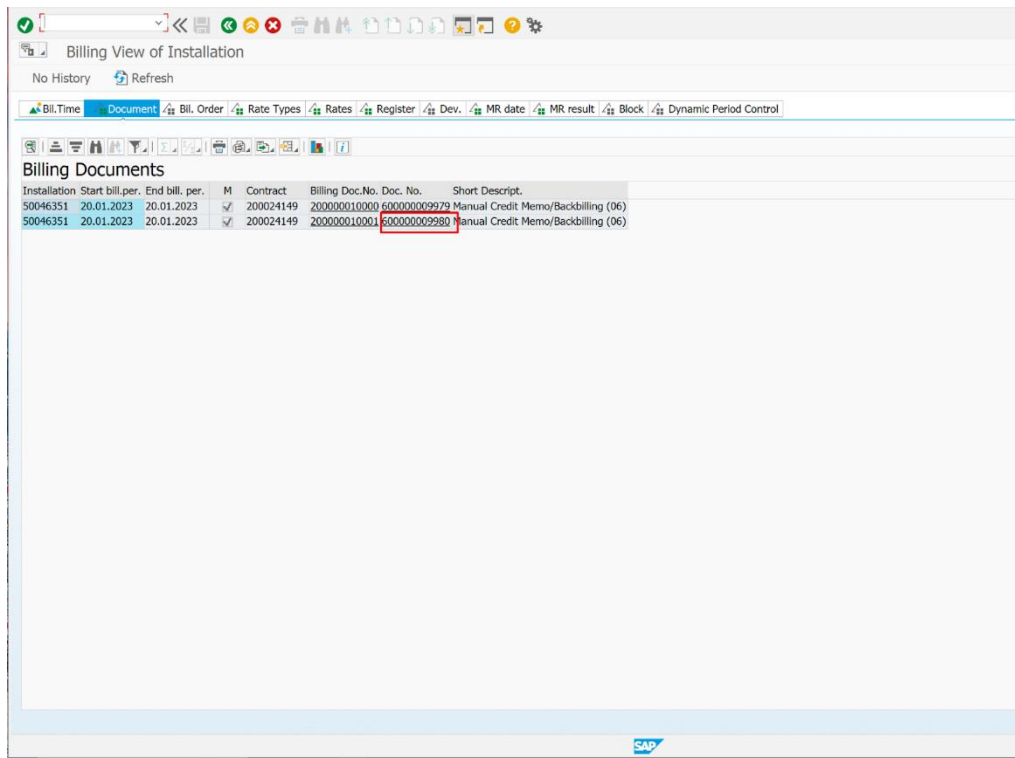 Billing View of Installation
No History Refresh
Bil.Time Document Bil. Order Rate Types Rates Register Dev. MR date MR result Block Dynamic Period Control
Billing Documents
Installation Start bill.per. End bill. per. M Contract Billing Doc.No. Doc. No. Short Descript.
50046351 20.01.2023 20.01.2023 200024149 200000010000 600000009979 Manual Credit Memo/Backbilling (06)
50046351 20.01.2023 20.01.2023 200024149 200000010001 600000009980 Manual Credit Memo/Backbilling (06)
SAP